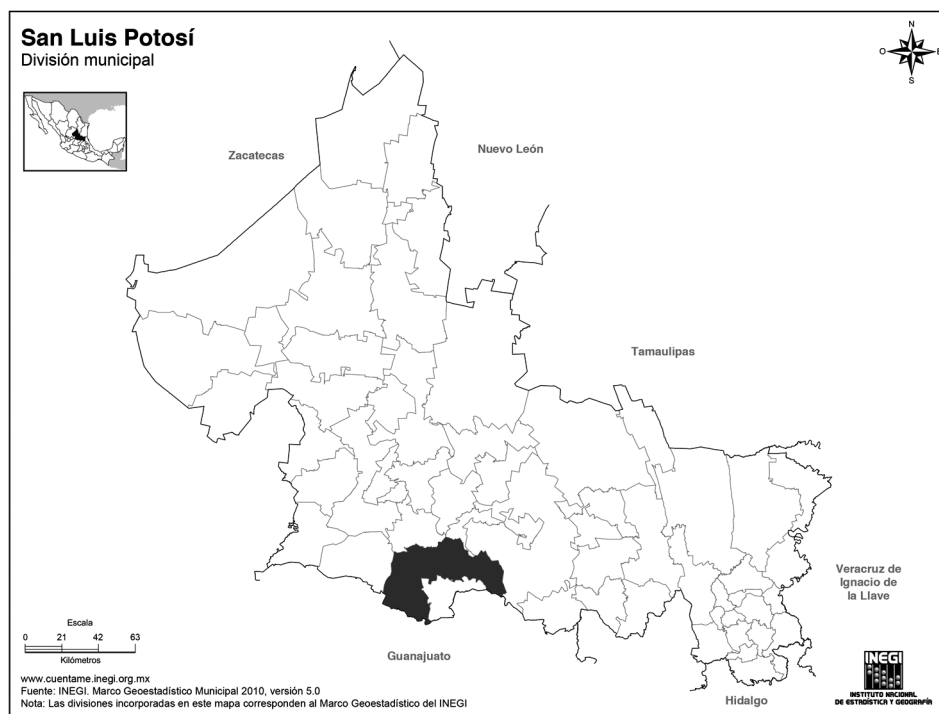 San Luis Potosí
División municipal
N
O
E
S
Zacatecas
Nuevo León
Tamaulipas
Veracruz de
Ignacio de
la Llave
Guanajuato
Hidalgo
Escala
0 21 42 63
Kilómetros
www.cuentame.inegi.org.mx
Fuente: INEGI. Marco Geoestadístico Municipal 2010, versión 5.0
Nota: Las divisiones incorporadas en este mapa corresponden al Marco Geoestadístico del INEGI
INEGI
INSTITUTO NACIONAL
DE ESTADÍSTICA Y GEOGRAFÍA